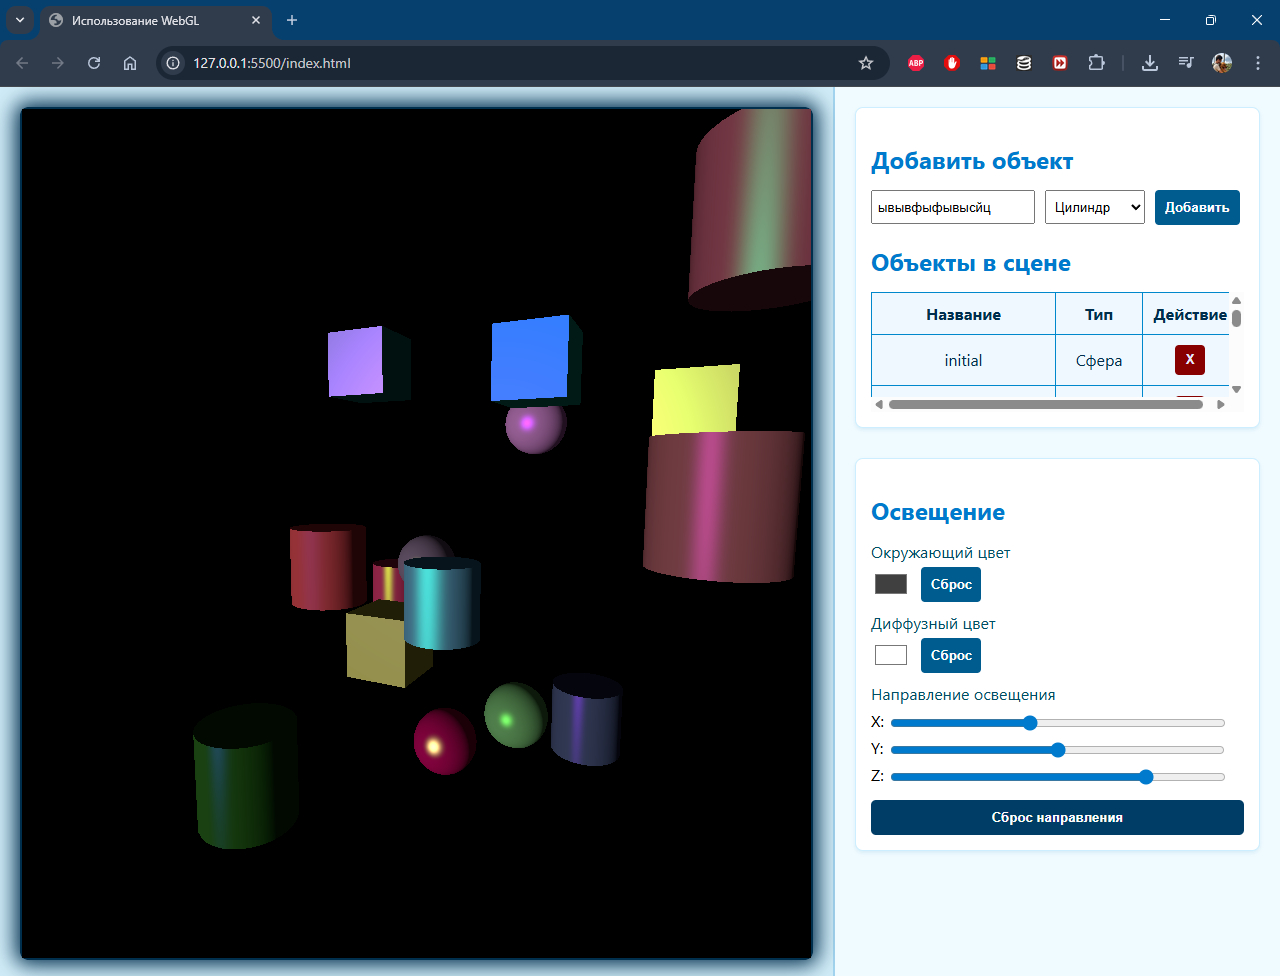 Использование WebGL
127.0.0.1:5500/index.html
ABP
Добавить объект
ывывфыфывысйц
Цилиндр
Добавить
Объекты в сцене
Название Тип Действие
initial Сфера X
Освещение
Окружающий цвет
Сброс
Диффузный цвет
Сброс
Направление освещения
X:
Y:
Z:
Сброс направления